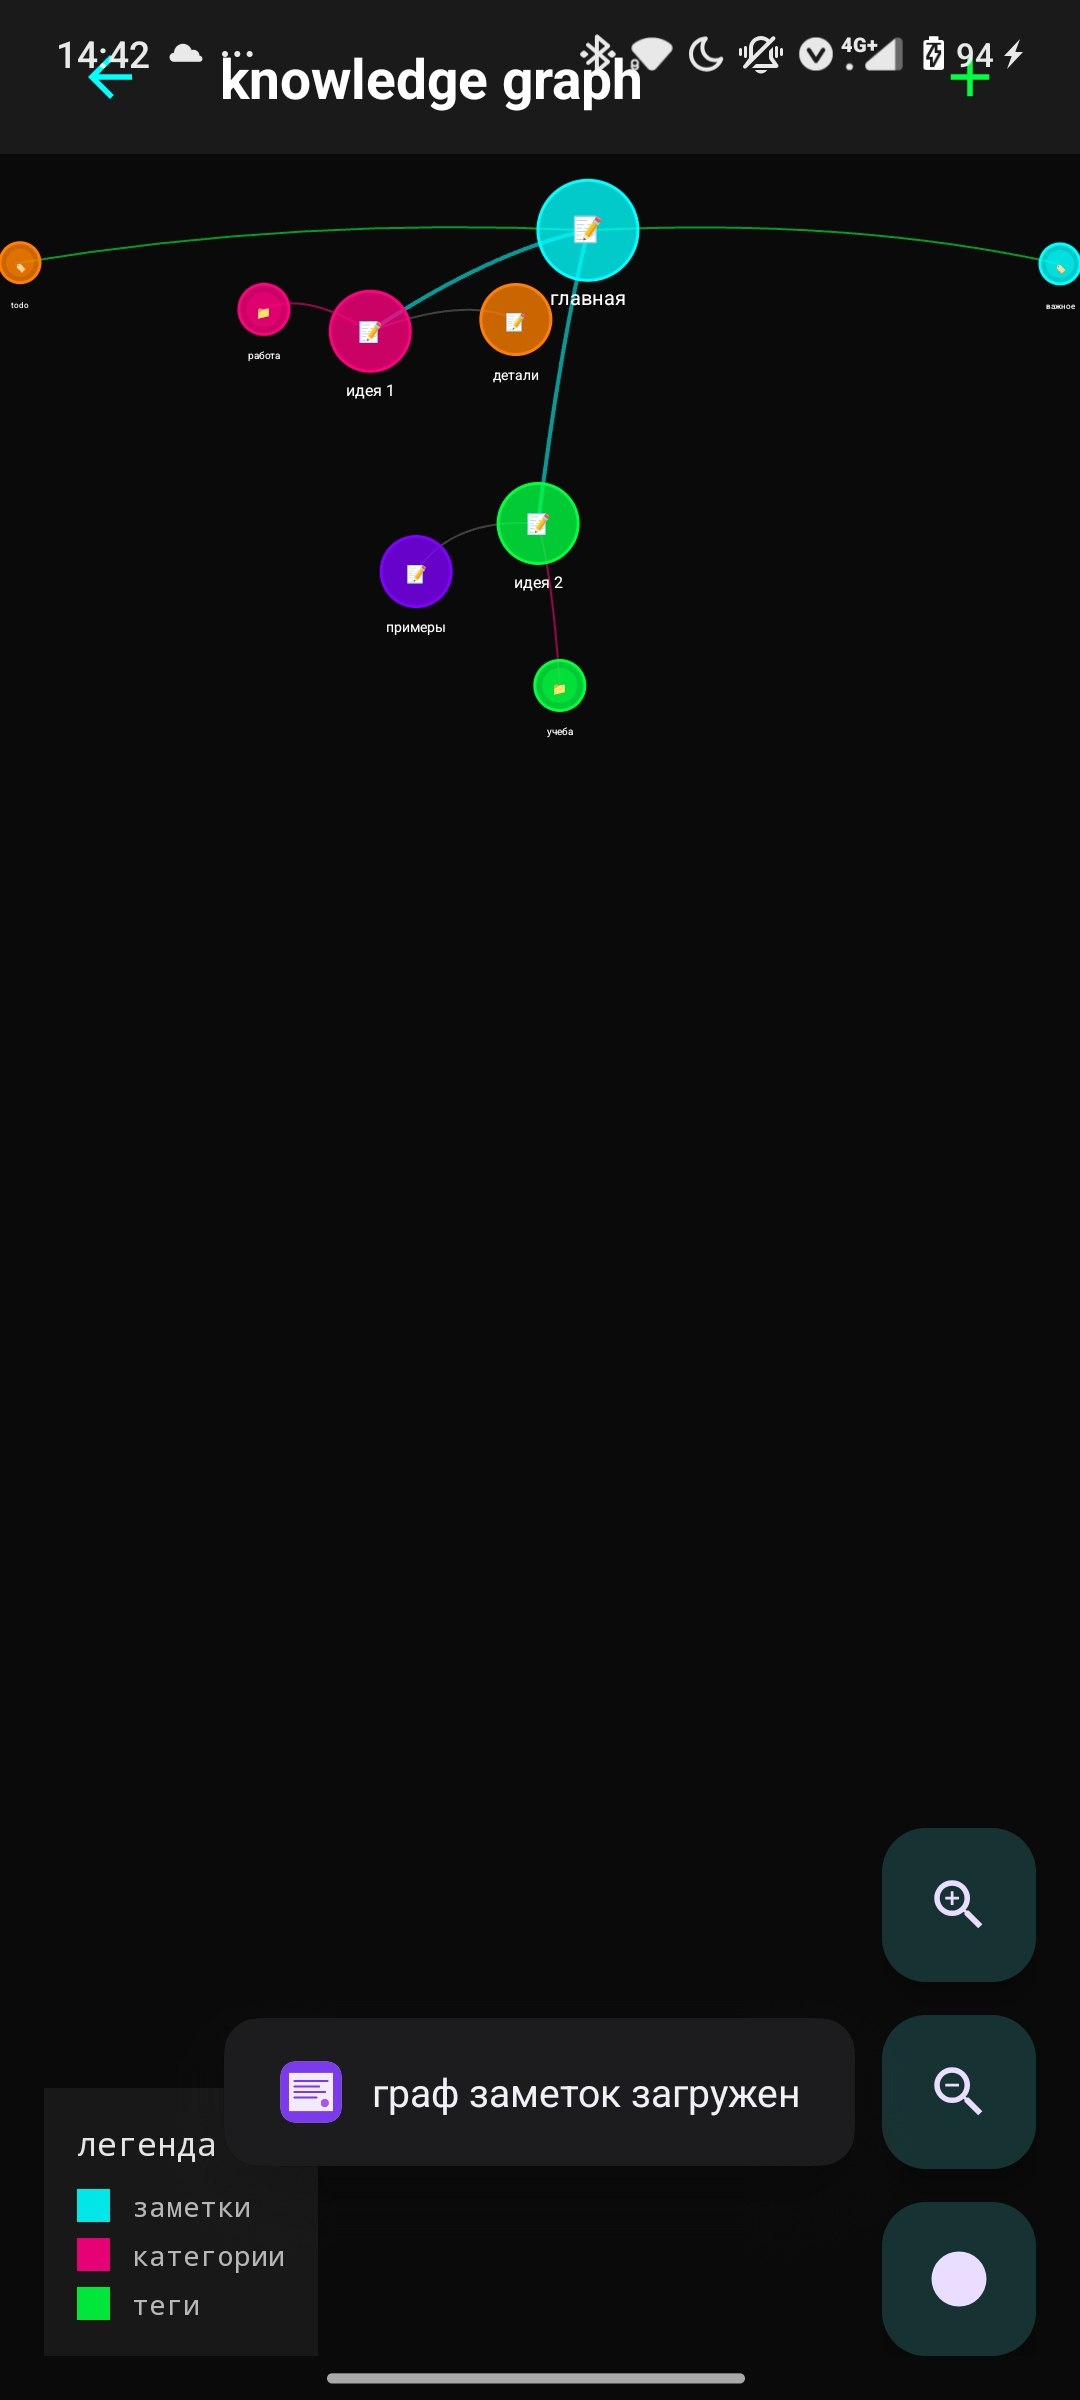 14:42
4G+
94
knowledge graph
главная
todo
важное
работа
идея 1
детали
идея 2
примеры
учеба
граф заметок загружен
легенда
заметки
категории
теги